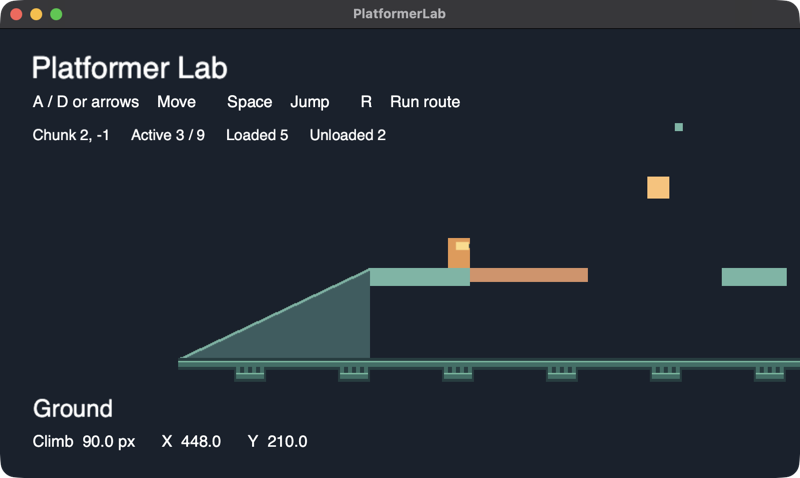 PlatformerLab
Platformer Lab
A / D or arrows Move Space Jump R Run route
Chunk 2, -1 Active 3 / 9 Loaded 5 Unloaded 2
Ground
Climb 90.0 px X 448.0 Y 210.0